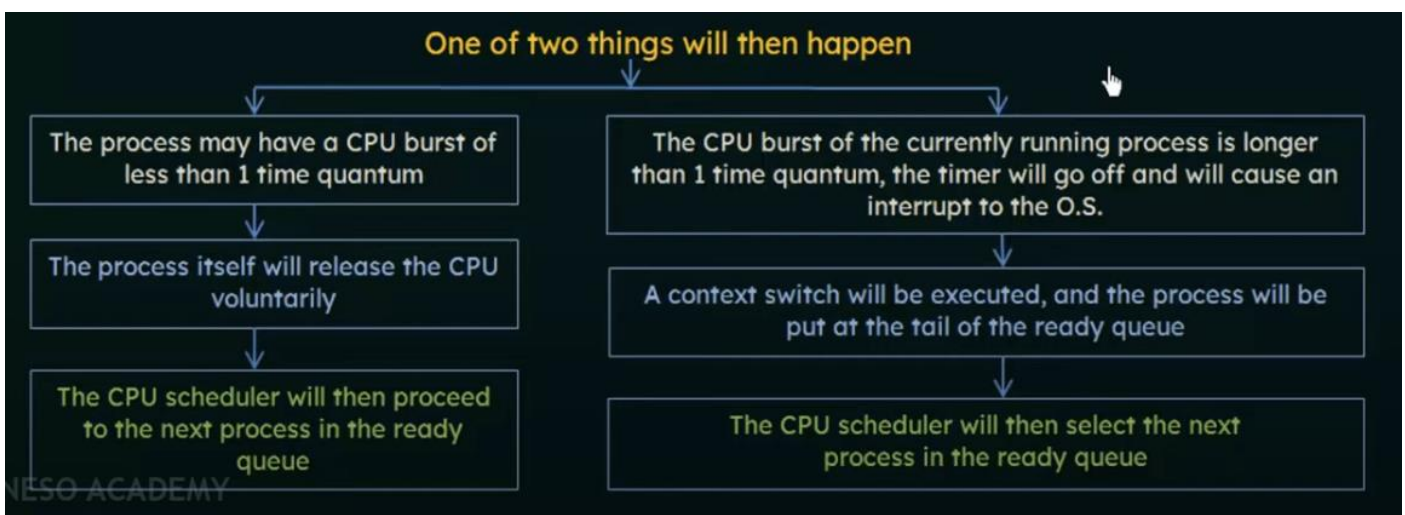 One of two things will then happen
The process may have a CPU burst of
less than 1 time quantum
The process itself will release the CPU
voluntarily
The CPU scheduler will then proceed
to the next process in the ready
queue
The CPU burst of the currently running process is longer
than 1 time quantum, the timer will go off and will cause an
interrupt to the O.S.
A context switch will be executed, and the process will be
put at the tail of the ready queue
The CPU scheduler will then select the next
process in the ready queue
NESO ACADEMY